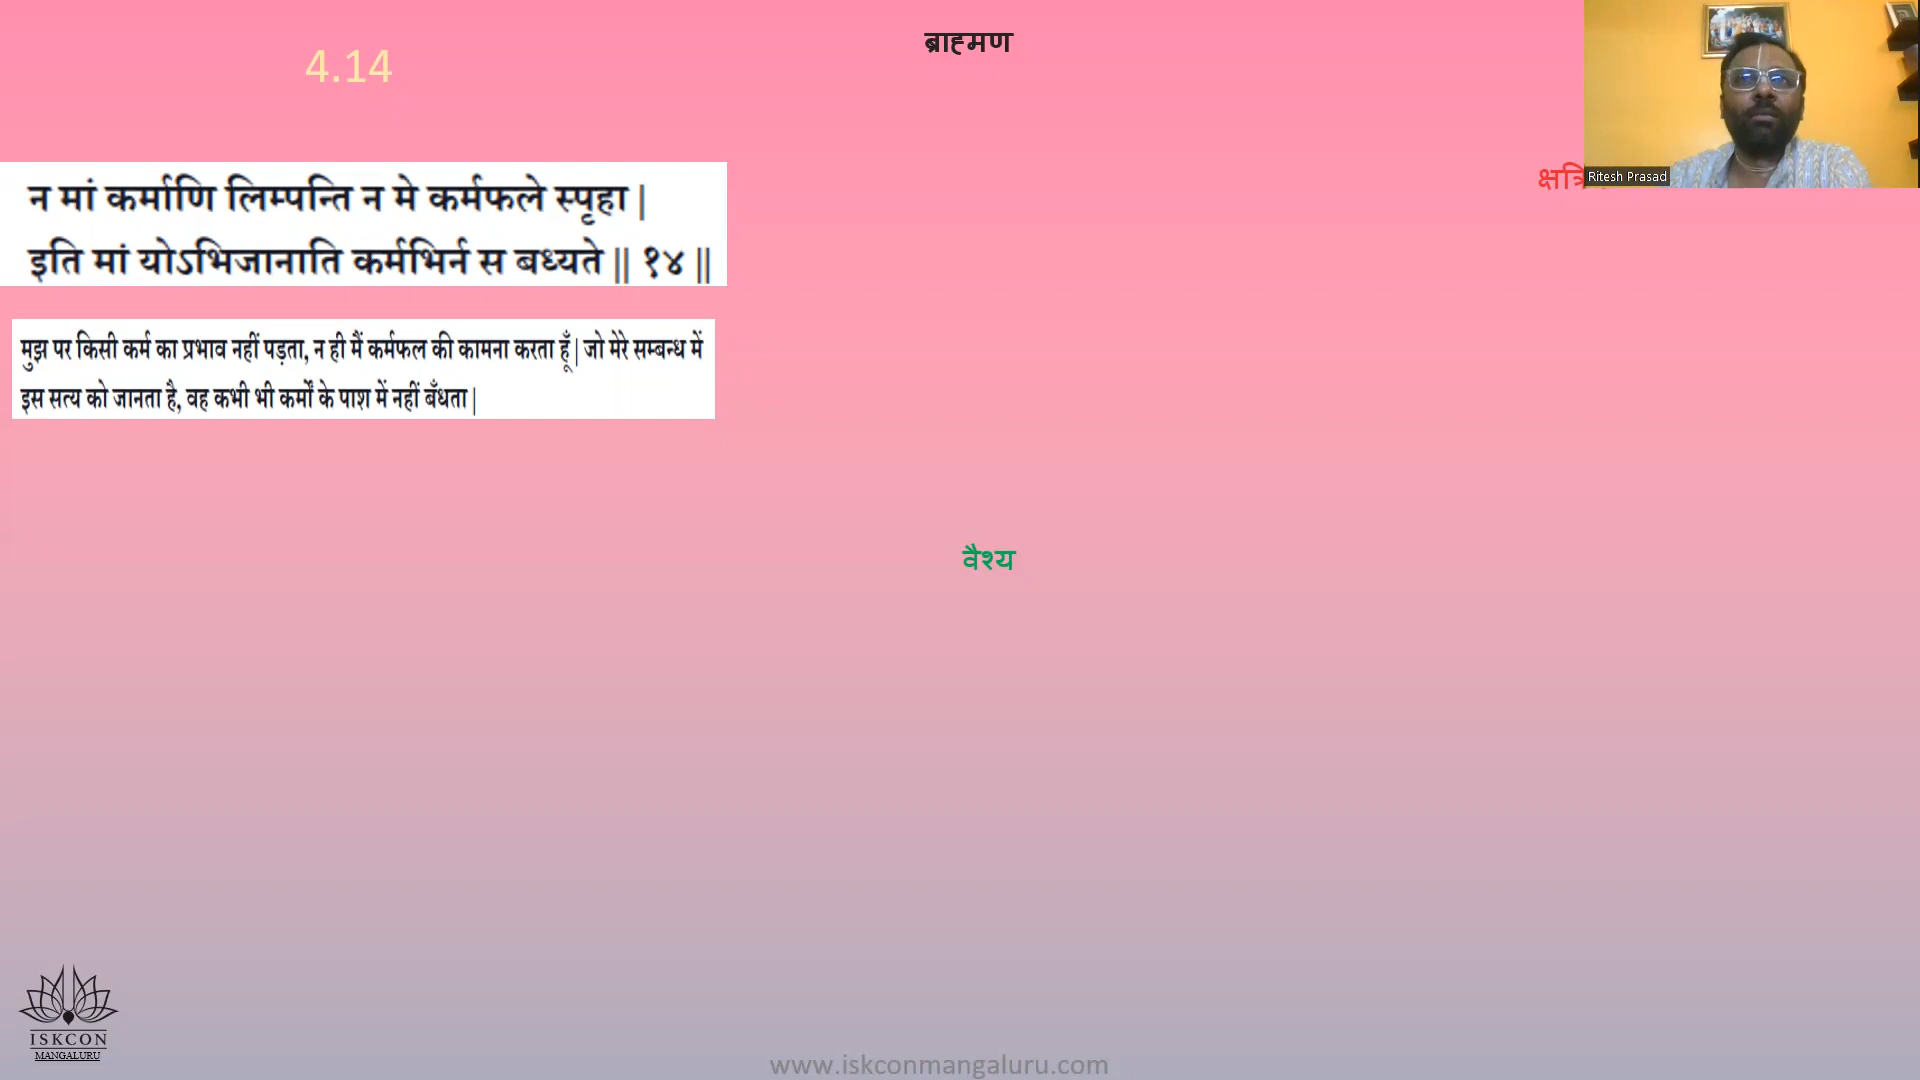 4.14
ब्राह्मण
न मां कर्माणि लिम्पन्ति न मे कर्मफले स्पृहा |
इति मां योऽभिजानाति कर्मभिर्न स बध्यते || १४ ||
मुझ पर किसी कर्म का प्रभाव नहीं पड़ता, न ही मैं कर्मफल की कामना करता हूँ | जो मेरे सम्बन्ध में
इस सत्य को जानता है, वह कभी भी कर्मों के पाश में नहीं बँधता |
Ritesh Prasad
वैश्य
ISKCON
MANGALURU
www.iskconmangaluru.com